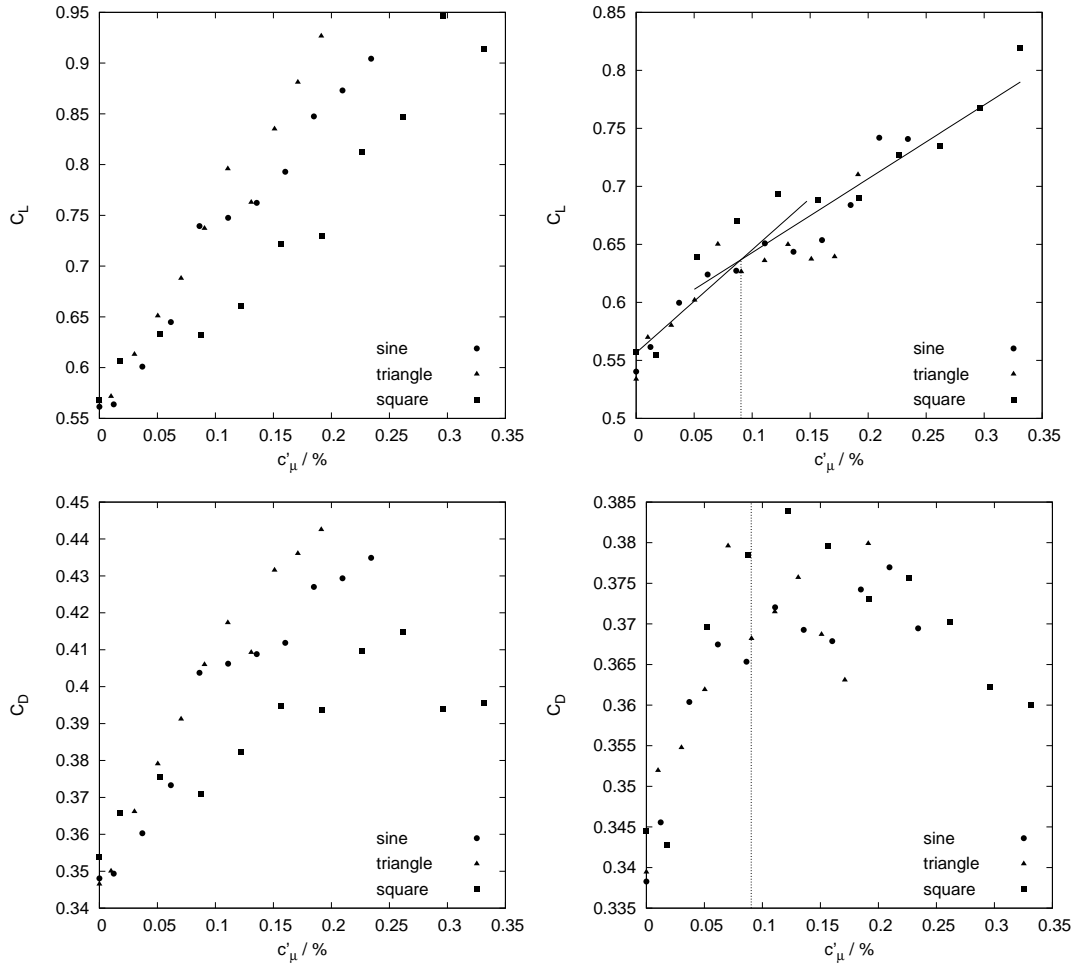 0.95
0.9
0.85
0.8
0.75
0.7
0.65
0.6
0.55
C_L
0 0.05 0.1 0.15 0.2 0.25 0.3 0.35
c'_μ / %
sine
triangle
square
0.85
0.8
0.75
0.7
0.65
0.6
0.55
0.5
C_L
0 0.05 0.1 0.15 0.2 0.25 0.3 0.35
c'_μ / %
sine
triangle
square
0.45
0.44
0.43
0.42
0.41
0.4
0.39
0.38
0.37
0.36
0.35
0.34
C_D
0 0.05 0.1 0.15 0.2 0.25 0.3 0.35
c'_μ / %
sine
triangle
square
0.385
0.38
0.375
0.37
0.365
0.36
0.355
0.35
0.345
0.34
0.335
C_D
0 0.05 0.1 0.15 0.2 0.25 0.3 0.35
c'_μ / %
sine
triangle
square